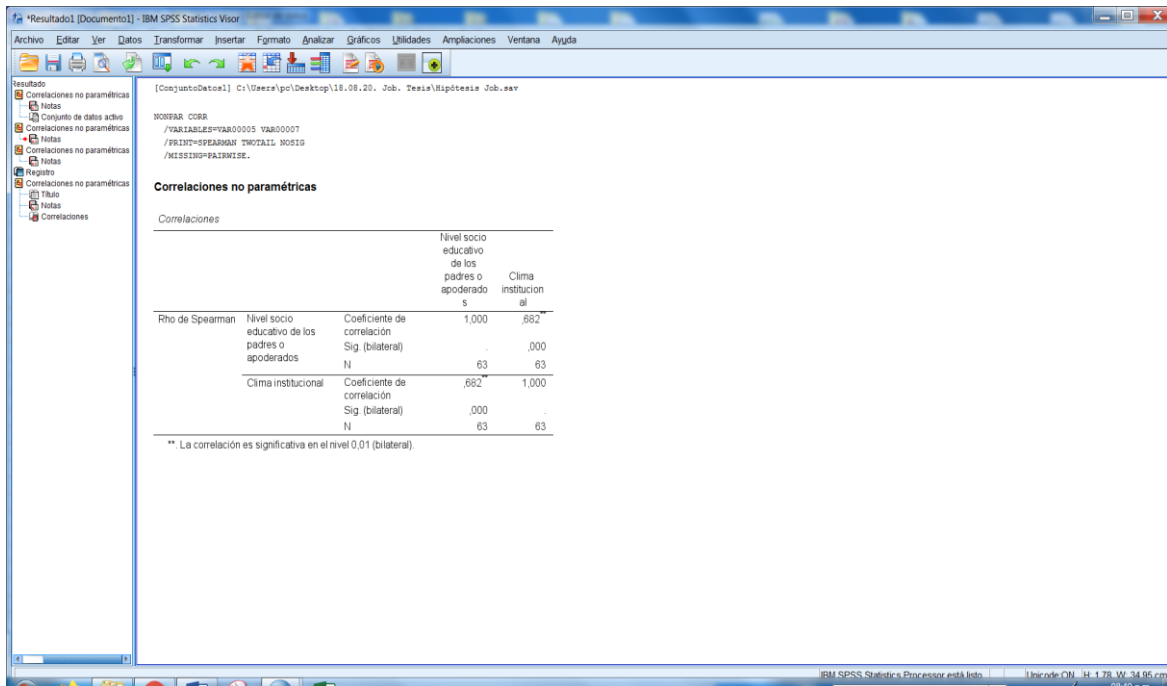 *Resultado1 [Documento1] - IBM SPSS Statistics Visor
Archivo Editar Ver Datos Transformar Insertar Formato Analizar Gráficos Utilidades Ampliaciones Ventana Ayuda
Resultado
Correlaciones no paramétricas
Notas
Conjunto de datos activo
Correlaciones no paramétricas
Notas
Correlaciones no paramétricas
Notas
Registro
Correlaciones no paramétricas
Título
Notas
Correlaciones
[ConjuntoDatos1] C:\Users\pc\Desktop\18.08.20. Job. Tesis\Hipótesis Job.sav
NONPAR CORR
/VARIABLES=VAR00005 VAR00007
/PRINT=SPEARMAN TWOTAIL NOSIG
/MISSING=PAIRWISE.
Correlaciones no paramétricas
Correlaciones
Nivel socio
educativo
de los
padres o
apoderado
s
Clima
institucion
al
Rho de Spearman
Nivel socio
educativo de los
padres o
apoderados
Coeficiente de
correlación
1,000 ,682**
Sig. (bilateral) . ,000
N 63 63
Clima institucional
Coeficiente de
correlación
,682** 1,000
Sig. (bilateral) ,000 .
N 63 63
**. La correlación es significativa en el nivel 0,01 (bilateral).
IBM SPSS Statistics Processor está listo Unicode:ON H: 1,78, W: 34,95 cm